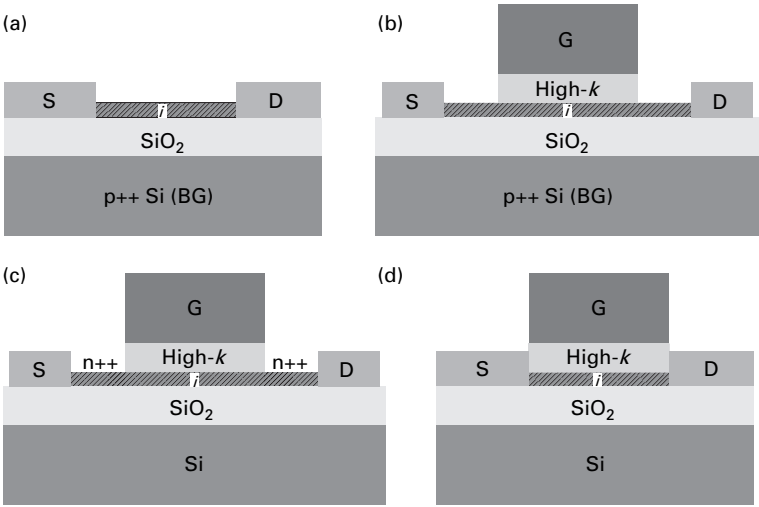 (a)
S
i
D
SiO₂
p++ Si (BG)
(b)
G
High-k
S
i
D
SiO₂
p++ Si (BG)
(c)
G
n++
High-k
n++
S
i
D
SiO₂
Si
(d)
G
High-k
S
i
D
SiO₂
Si